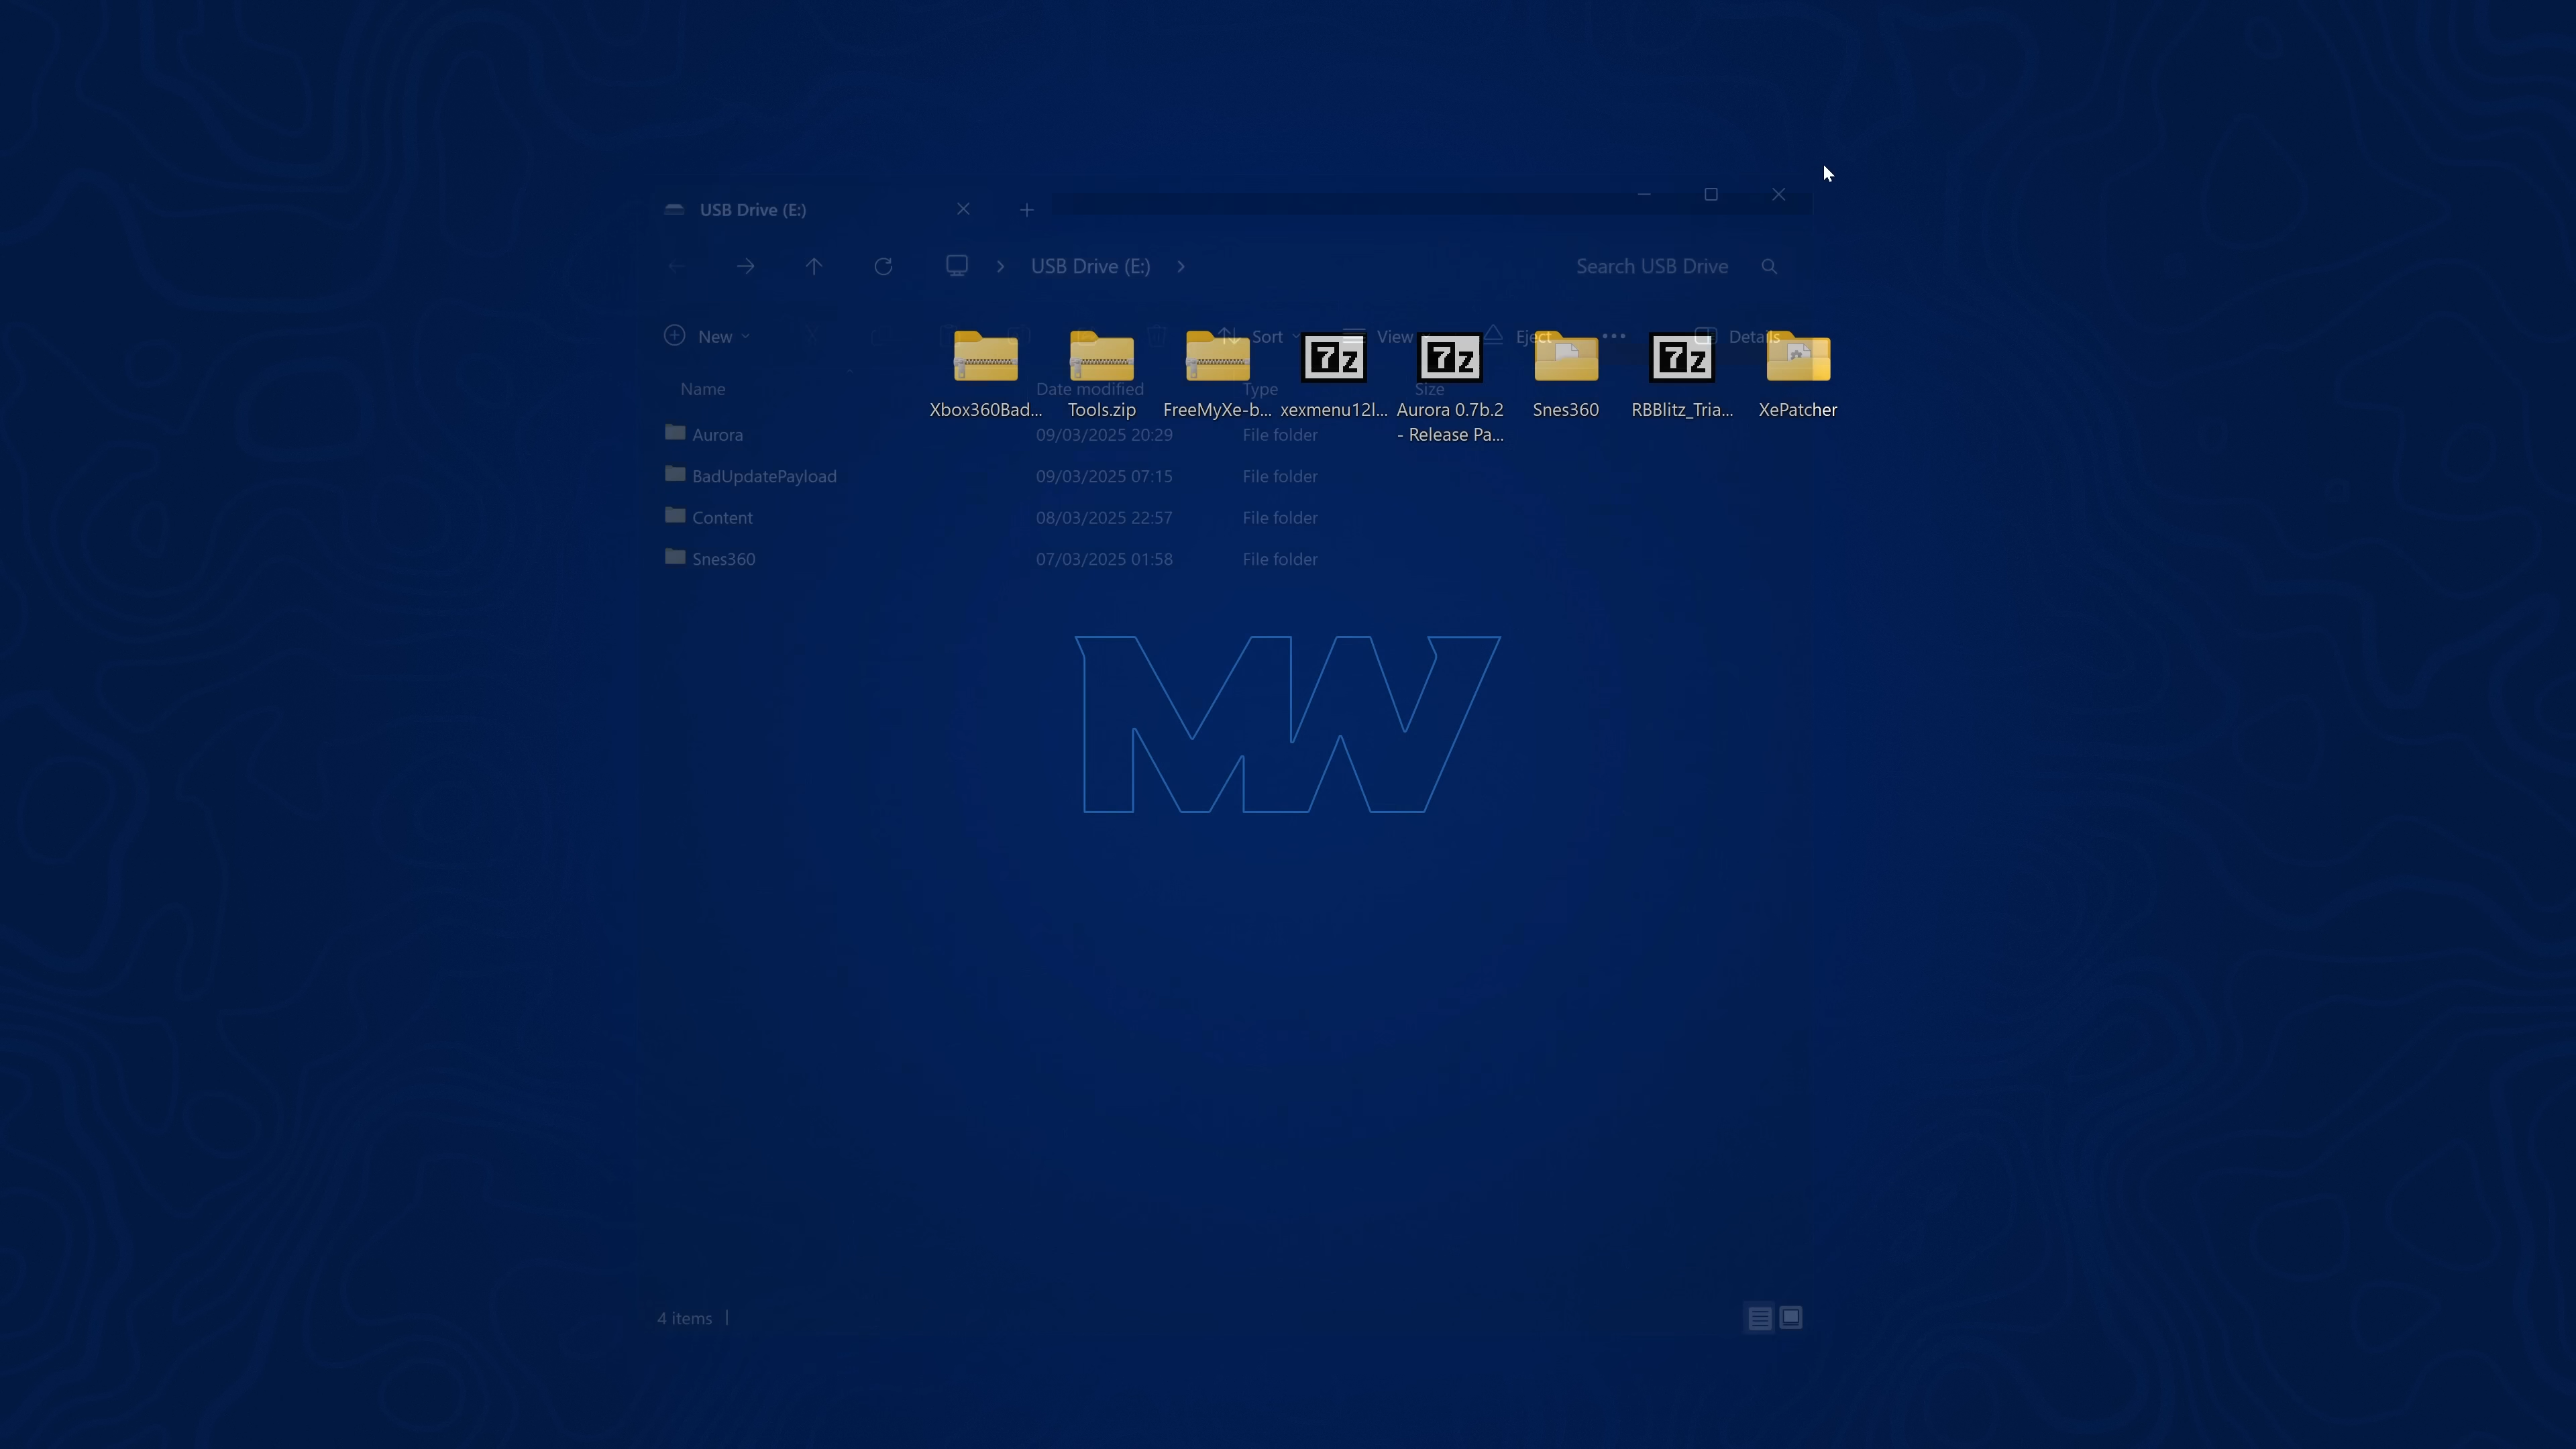 USB Drive (E:)
USB Drive (E:)
Search USB Drive
New
Sort
View
Eject
Details
Name
Date modified
Type
Size
Xbox360Bad...
Tools.zip
FreeMyXe-b...
xexmenu12l...
Aurora 0.7b.2
- Release Pa...
Snes360
RBBlitz_Tria...
XePatcher
Aurora
09/03/2025 20:29
File folder
BadUpdatePayload
09/03/2025 07:15
File folder
Content
08/03/2025 22:57
File folder
Snes360
07/03/2025 01:58
File folder
MW
4 items